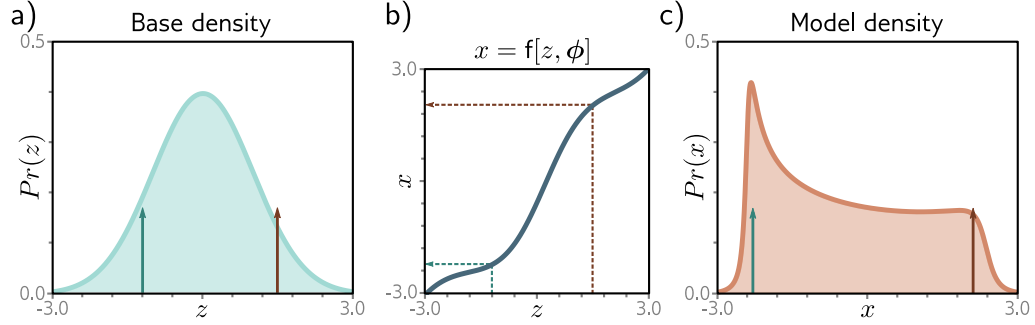 a)
Base density
0.5
Pr(z)
0.0
-3.0
z
3.0
b)
x = f[z, ϕ]
3.0
x
-3.0
-3.0
z
3.0
c)
Model density
0.5
Pr(x)
0.0
-3.0
x
3.0